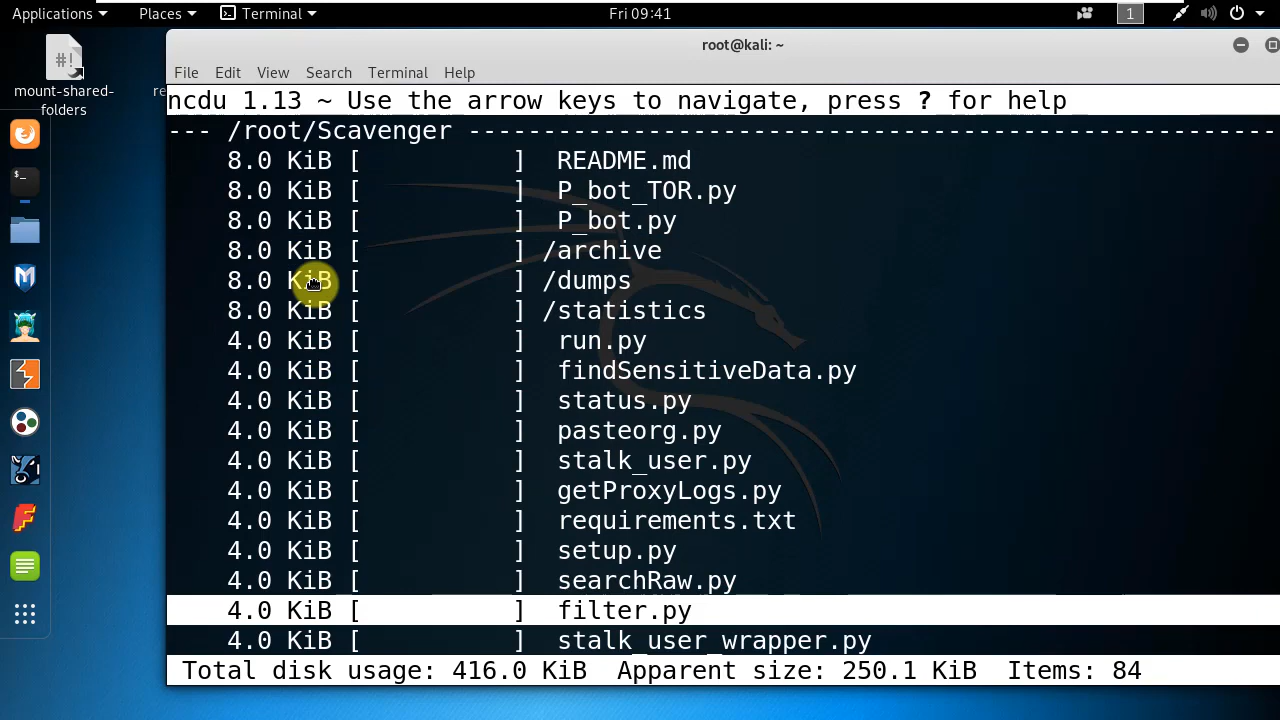 Applications Places Terminal Fri 09:41 1
root@kali: ~
mount-shared-folders
File Edit View Search Terminal Help
ncdu 1.13 ~ Use the arrow keys to navigate, press ? for help
--- /root/Scavenger ------------------------------------------------------
8.0 KiB [ ] README.md
8.0 KiB [ ] P_bot_TOR.py
8.0 KiB [ ] P_bot.py
8.0 KiB [ ] /archive
8.0 KiB [ ] /dumps
8.0 KiB [ ] /statistics
4.0 KiB [ ] run.py
4.0 KiB [ ] findSensitiveData.py
4.0 KiB [ ] status.py
4.0 KiB [ ] pasteorg.py
4.0 KiB [ ] stalk_user.py
4.0 KiB [ ] getProxyLogs.py
4.0 KiB [ ] requirements.txt
4.0 KiB [ ] setup.py
4.0 KiB [ ] searchRaw.py
4.0 KiB [ ] filter.py
4.0 KiB [ ] stalk_user_wrapper.py
Total disk usage: 416.0 KiB Apparent size: 250.1 KiB Items: 84